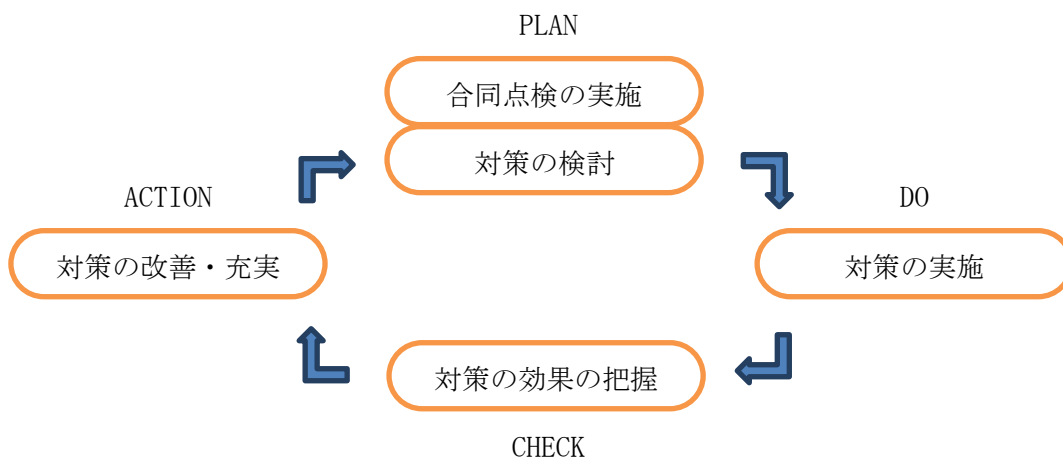 PLAN
合同点検の実施
対策の検討
ACTION
DO
対策の改善・充実
対策の実施
対策の効果の把握
CHECK